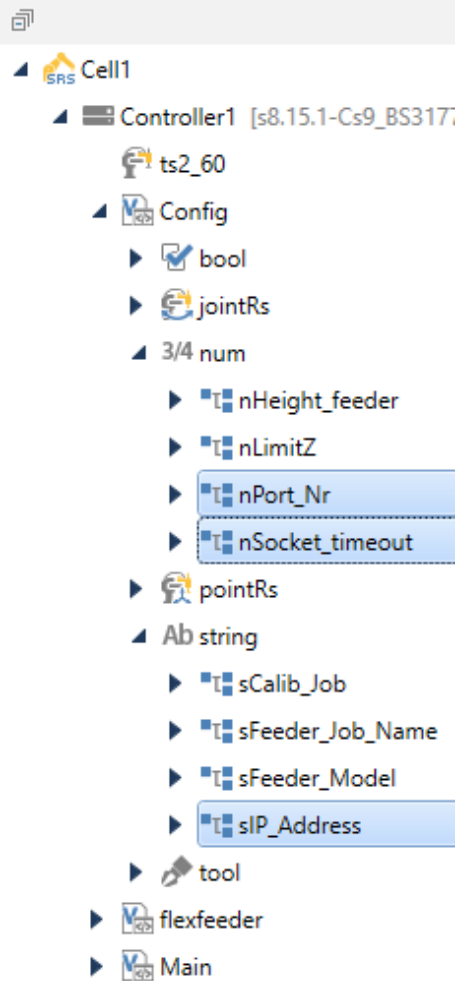 SRS Cell1
Controller1 [s8.15.1-Cs9_BS3177
ts2_60
Config
bool
jointRs
3/4 num
nHeight_feeder
nLimitZ
nPort_Nr
nSocket_timeout
pointRs
Ab string
sCalib_Job
sFeeder_Job_Name
sFeeder_Model
sIP_Address
tool
flexfeeder
Main